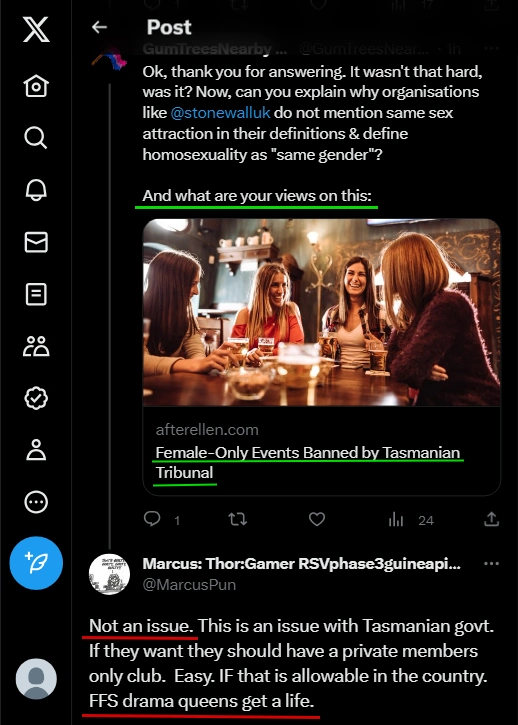 Post
GumTreesNearby ... @GumTreesNear... · 1h
Ok, thank you for answering. It wasn't that hard,
was it? Now, can you explain why organisations
like @stonewalluk do not mention same sex
attraction in their definitions & define
homosexuality as "same gender"?
And what are your views on this:
afterellen.com
Female-Only Events Banned by Tasmanian
Tribunal
1
24
Marcus: Thor:Gamer RSVphase3guineapi...
@MarcusPun
Not an issue. This is an issue with Tasmanian govt.
If they want they should have a private members
only club. Easy. IF that is allowable in the country.
FFS drama queens get a life.